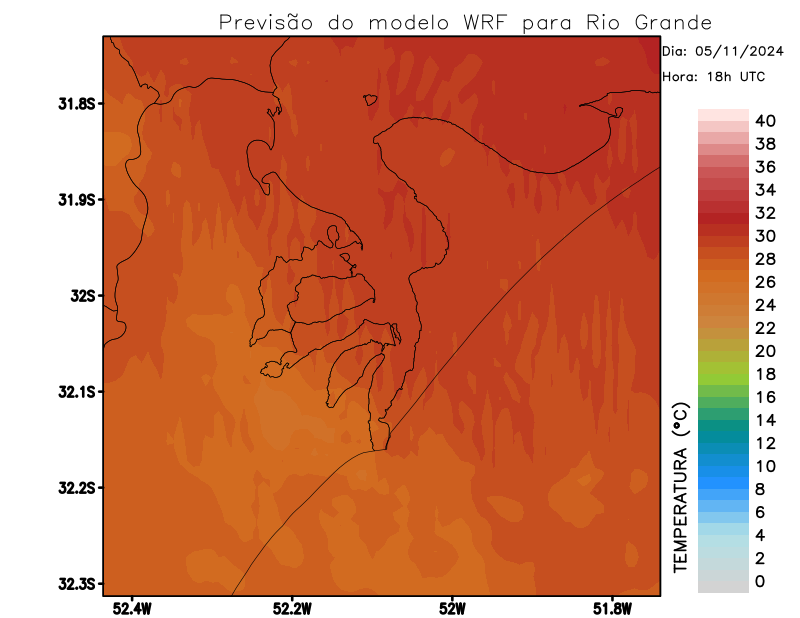 Previsão do modelo WRF para Rio Grande
Dia: 05/11/2024
Hora: 18h UTC
31.8S
31.9S
32S
32.1S
32.2S
32.3S
52.4W
52.2W
52W
51.8W
TEMPERATURA (°C)
40
38
36
34
32
30
28
26
24
22
20
18
16
14
12
10
8
6
4
2
0